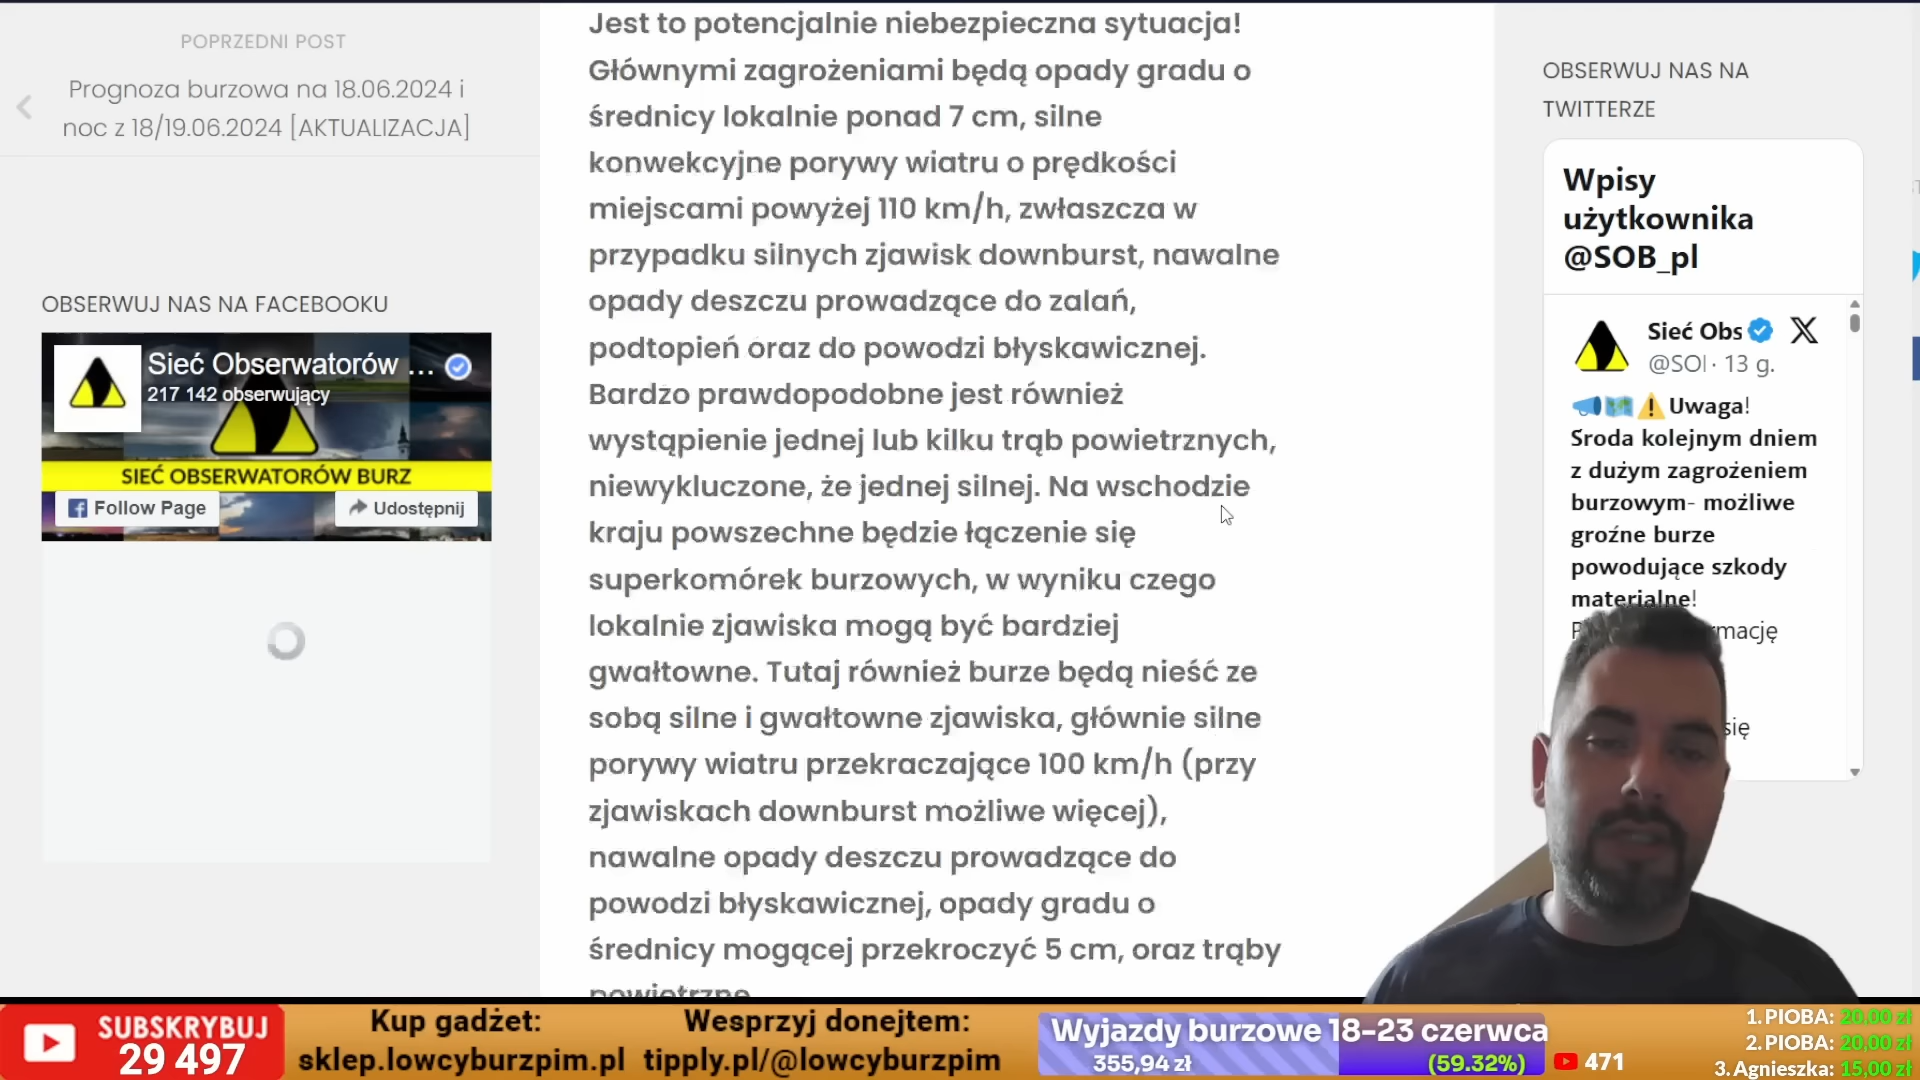 POPRZEDNI POST
Prognoza burzowa na 18.06.2024 i
noc z 18/19.06.2024 [AKTUALIZACJA]
OBSERWUJ NAS NA FACEBOOKU
Sieć Obserwatorów ...
217 142 obserwujący
SIEĆ OBSERWATORÓW BURZ
Follow Page
Udostępnij
Jest to potencjalnie niebezpieczna sytuacja!
Głównymi zagrożeniami będą opady gradu o
średnicy lokalnie ponad 7 cm, silne
konwekcyjne porywy wiatru o prędkości
miejscami powyżej 110 km/h, zwłaszcza w
przypadku silnych zjawisk downburst, nawalne
opady deszczu prowadzące do zalań,
podtopień oraz do powodzi błyskawicznej.
Bardzo prawdopodobne jest również
wystąpienie jednej lub kilku trąb powietrznych,
niewykluczone, że jednej silnej. Na wschodzie
kraju powszechne będzie łączenie się
superkomórek burzowych, w wyniku czego
lokalnie zjawiska mogą być bardziej
gwałtowne. Tutaj również burze będą nieść ze
sobą silne i gwałtowne zjawiska, głównie silne
porywy wiatru przekraczające 100 km/h (przy
zjawiskach downburst możliwe więcej),
nawalne opady deszczu prowadzące do
powodzi błyskawicznej, opady gradu o
średnicy mogącej przekroczyć 5 cm, oraz trąby
powietrzne
OBSERWUJ NAS NA
TWITTERZE
Wpisy
użytkownika
@SOB_pl
Sieć Obs
@SOI · 13 g.
Uwaga!
Środa kolejnym dniem
z dużym zagrożeniem
burzowym- możliwe
groźne burze
powodujące szkody
materialne!
się
SUBSKRYBUJ
29 497
Kup gadżet:
sklep.lowcyburzpim.pl
Wesprzyj donejtem:
tipply.pl/@lowcyburzpim
Wyjazdy burzowe 18-23 czerwca
355,94 zł (59.32%)
471
1. PIOBA: 20,00 zł
2. PIOBA: 20,00 zł
3. Agnieszka: 15,00 zł